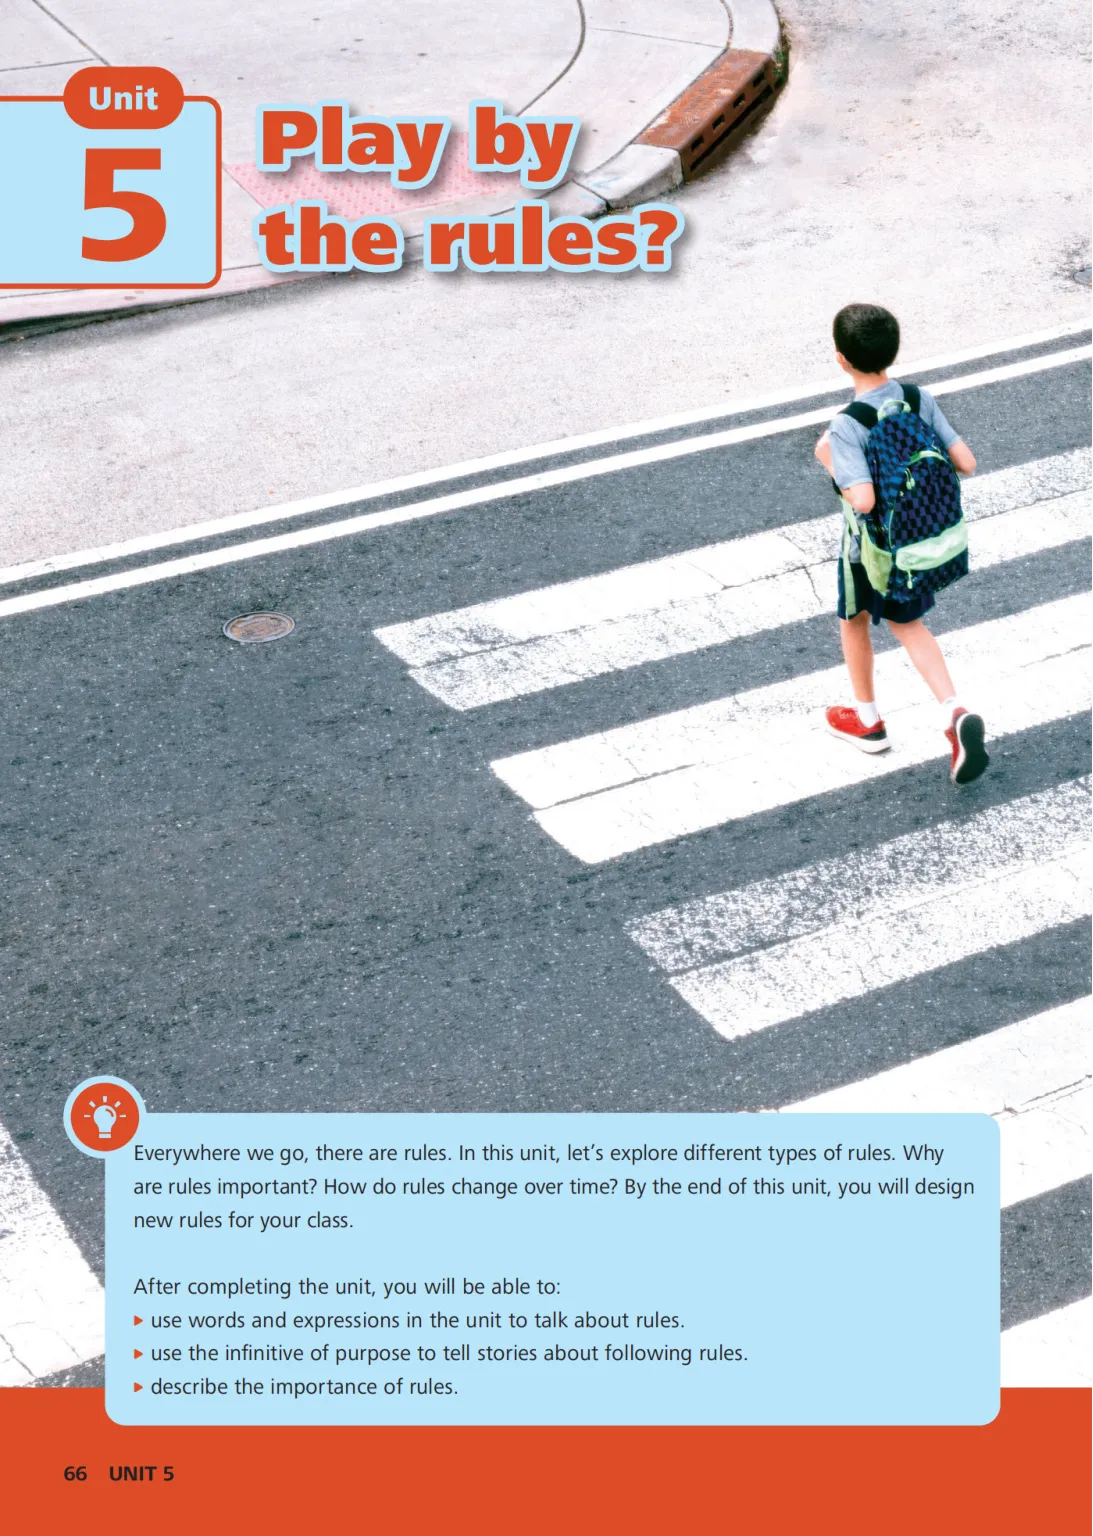 Unit
5
Play by
the rules?
Everywhere we go, there are rules. In this unit, let’s explore different types of rules. Why
are rules important? How do rules change over time? By the end of this unit, you will design
new rules for your class.
After completing the unit, you will be able to:
▸ use words and expressions in the unit to talk about rules.
▸ use the infinitive of purpose to tell stories about following rules.
▸ describe the importance of rules.
66 UNIT 5